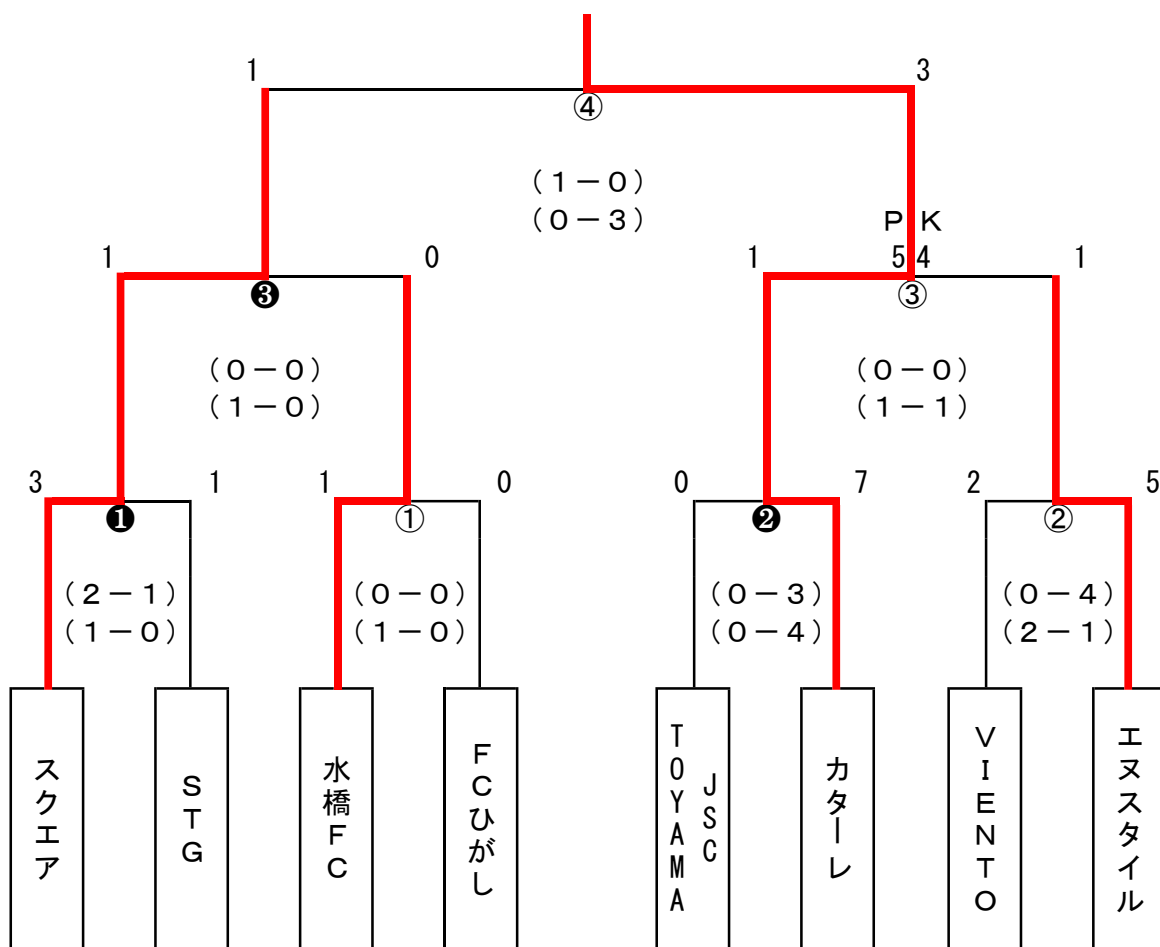 1 3
④
(1-0)
(0-3)
PK
1 0 1 54 1
❸ ③
(0-0) (0-0)
(1-0) (1-1)
3 1 1 0 0 7 2 5
❶ ① ❷ ②
(2-1) (0-0) (0-3) (0-4)
(1-0) (1-0) (0-4) (2-1)
スクエア
STG
水橋FC
FCひがし
TOYAMA
JSC
カターレ
VIENTO
エヌスタイル